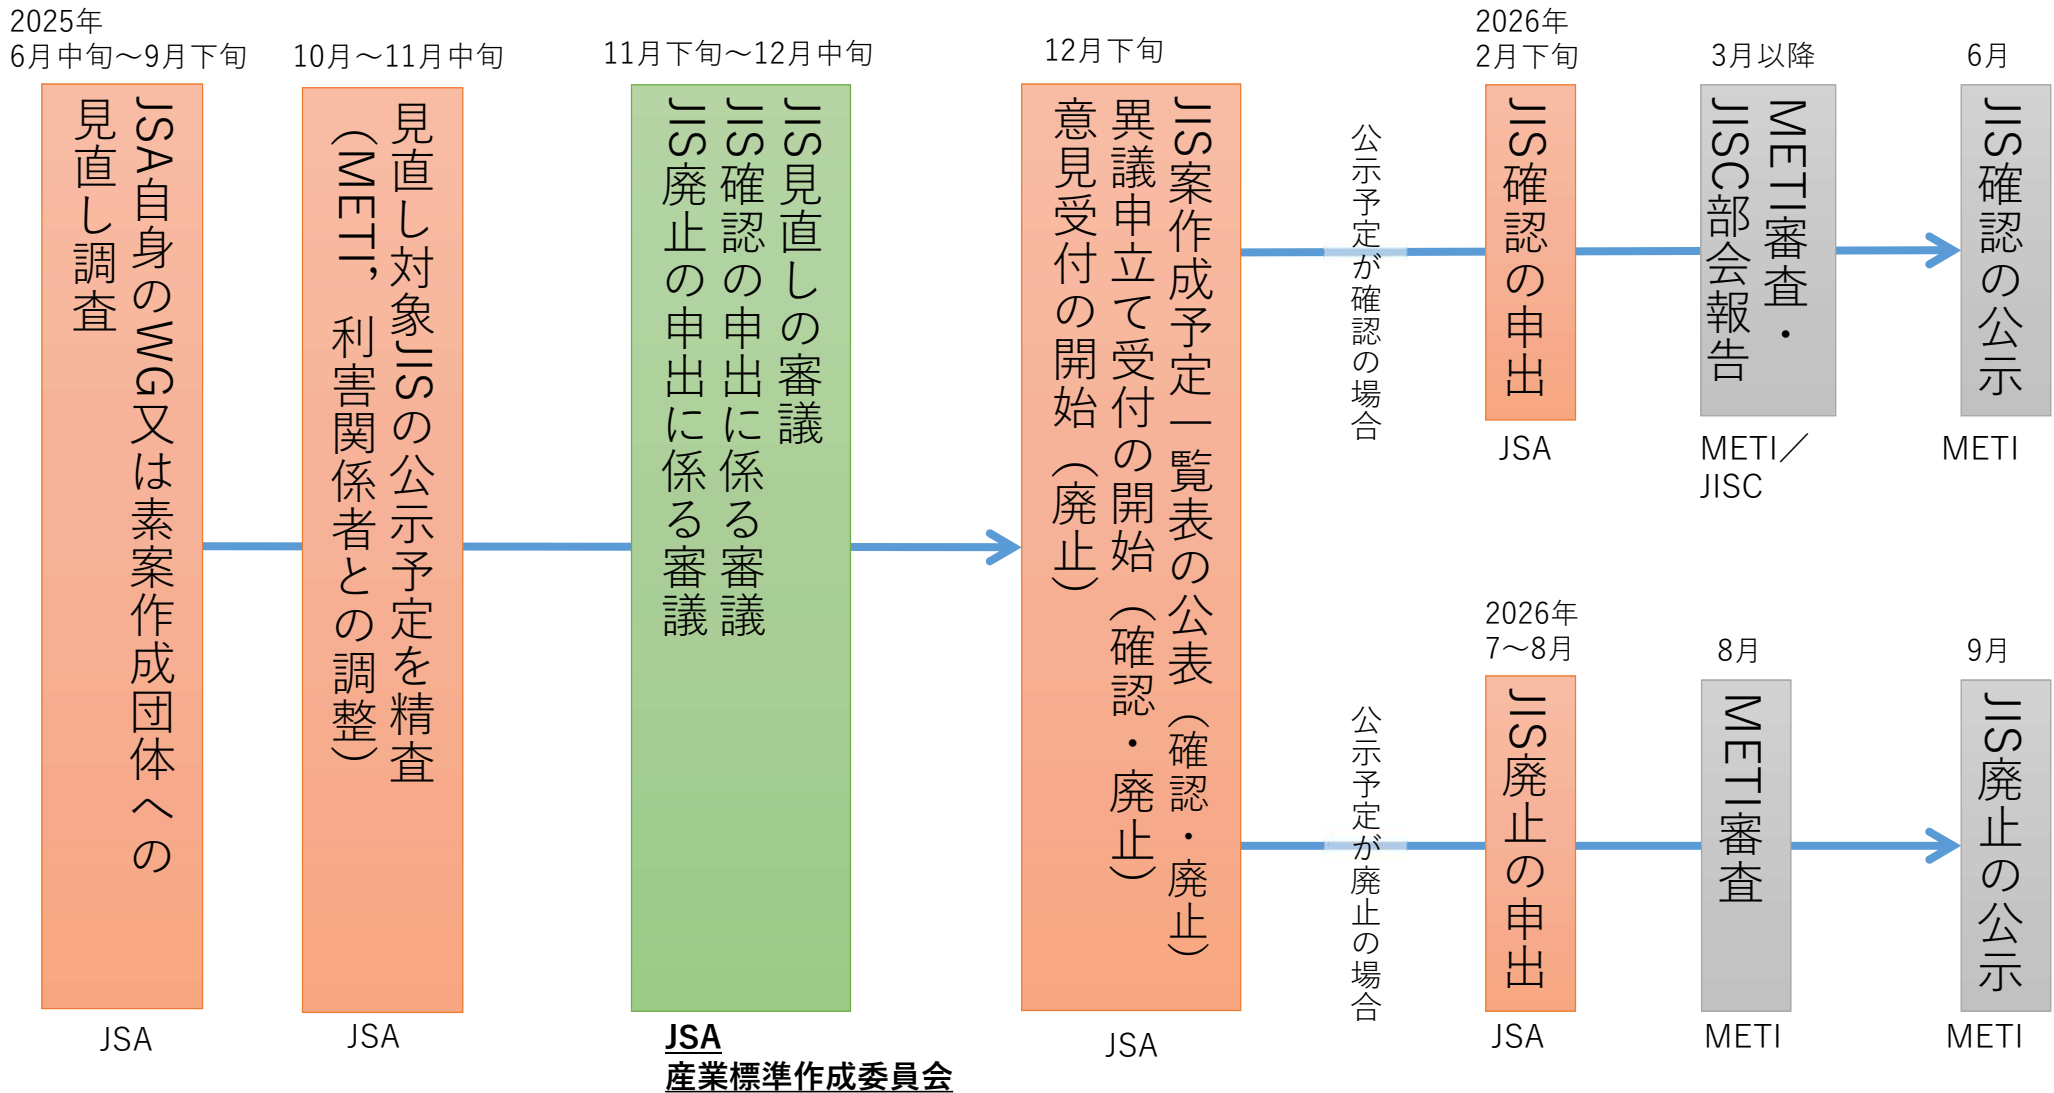 2025年
6月中旬～9月下旬
JSA自身のWG又は素案作成団体への
見直し調査
JSA
10月～11月中旬
見直し対象JISの公示予定を精査
（METI，利害関係者との調整）
JSA
11月下旬～12月中旬
JIS見直しの審議
JIS確認の申出に係る審議
JIS廃止の申出に係る審議
JSA
産業標準作成委員会
12月下旬
JIS案作成予定一覧表の公表（確認・廃止）
異議申立て受付の開始（確認・廃止）
意見受付の開始（廃止）
JSA
公示予定が確認の場合
2026年
2月下旬
JIS確認の申出
JSA
3月以降
METI審査・
JISC部会報告
METI／
JISC
6月
JIS確認の公示
METI
公示予定が廃止の場合
2026年
7～8月
JIS廃止の申出
JSA
8月
METI審査
METI
9月
JIS廃止の公示
METI